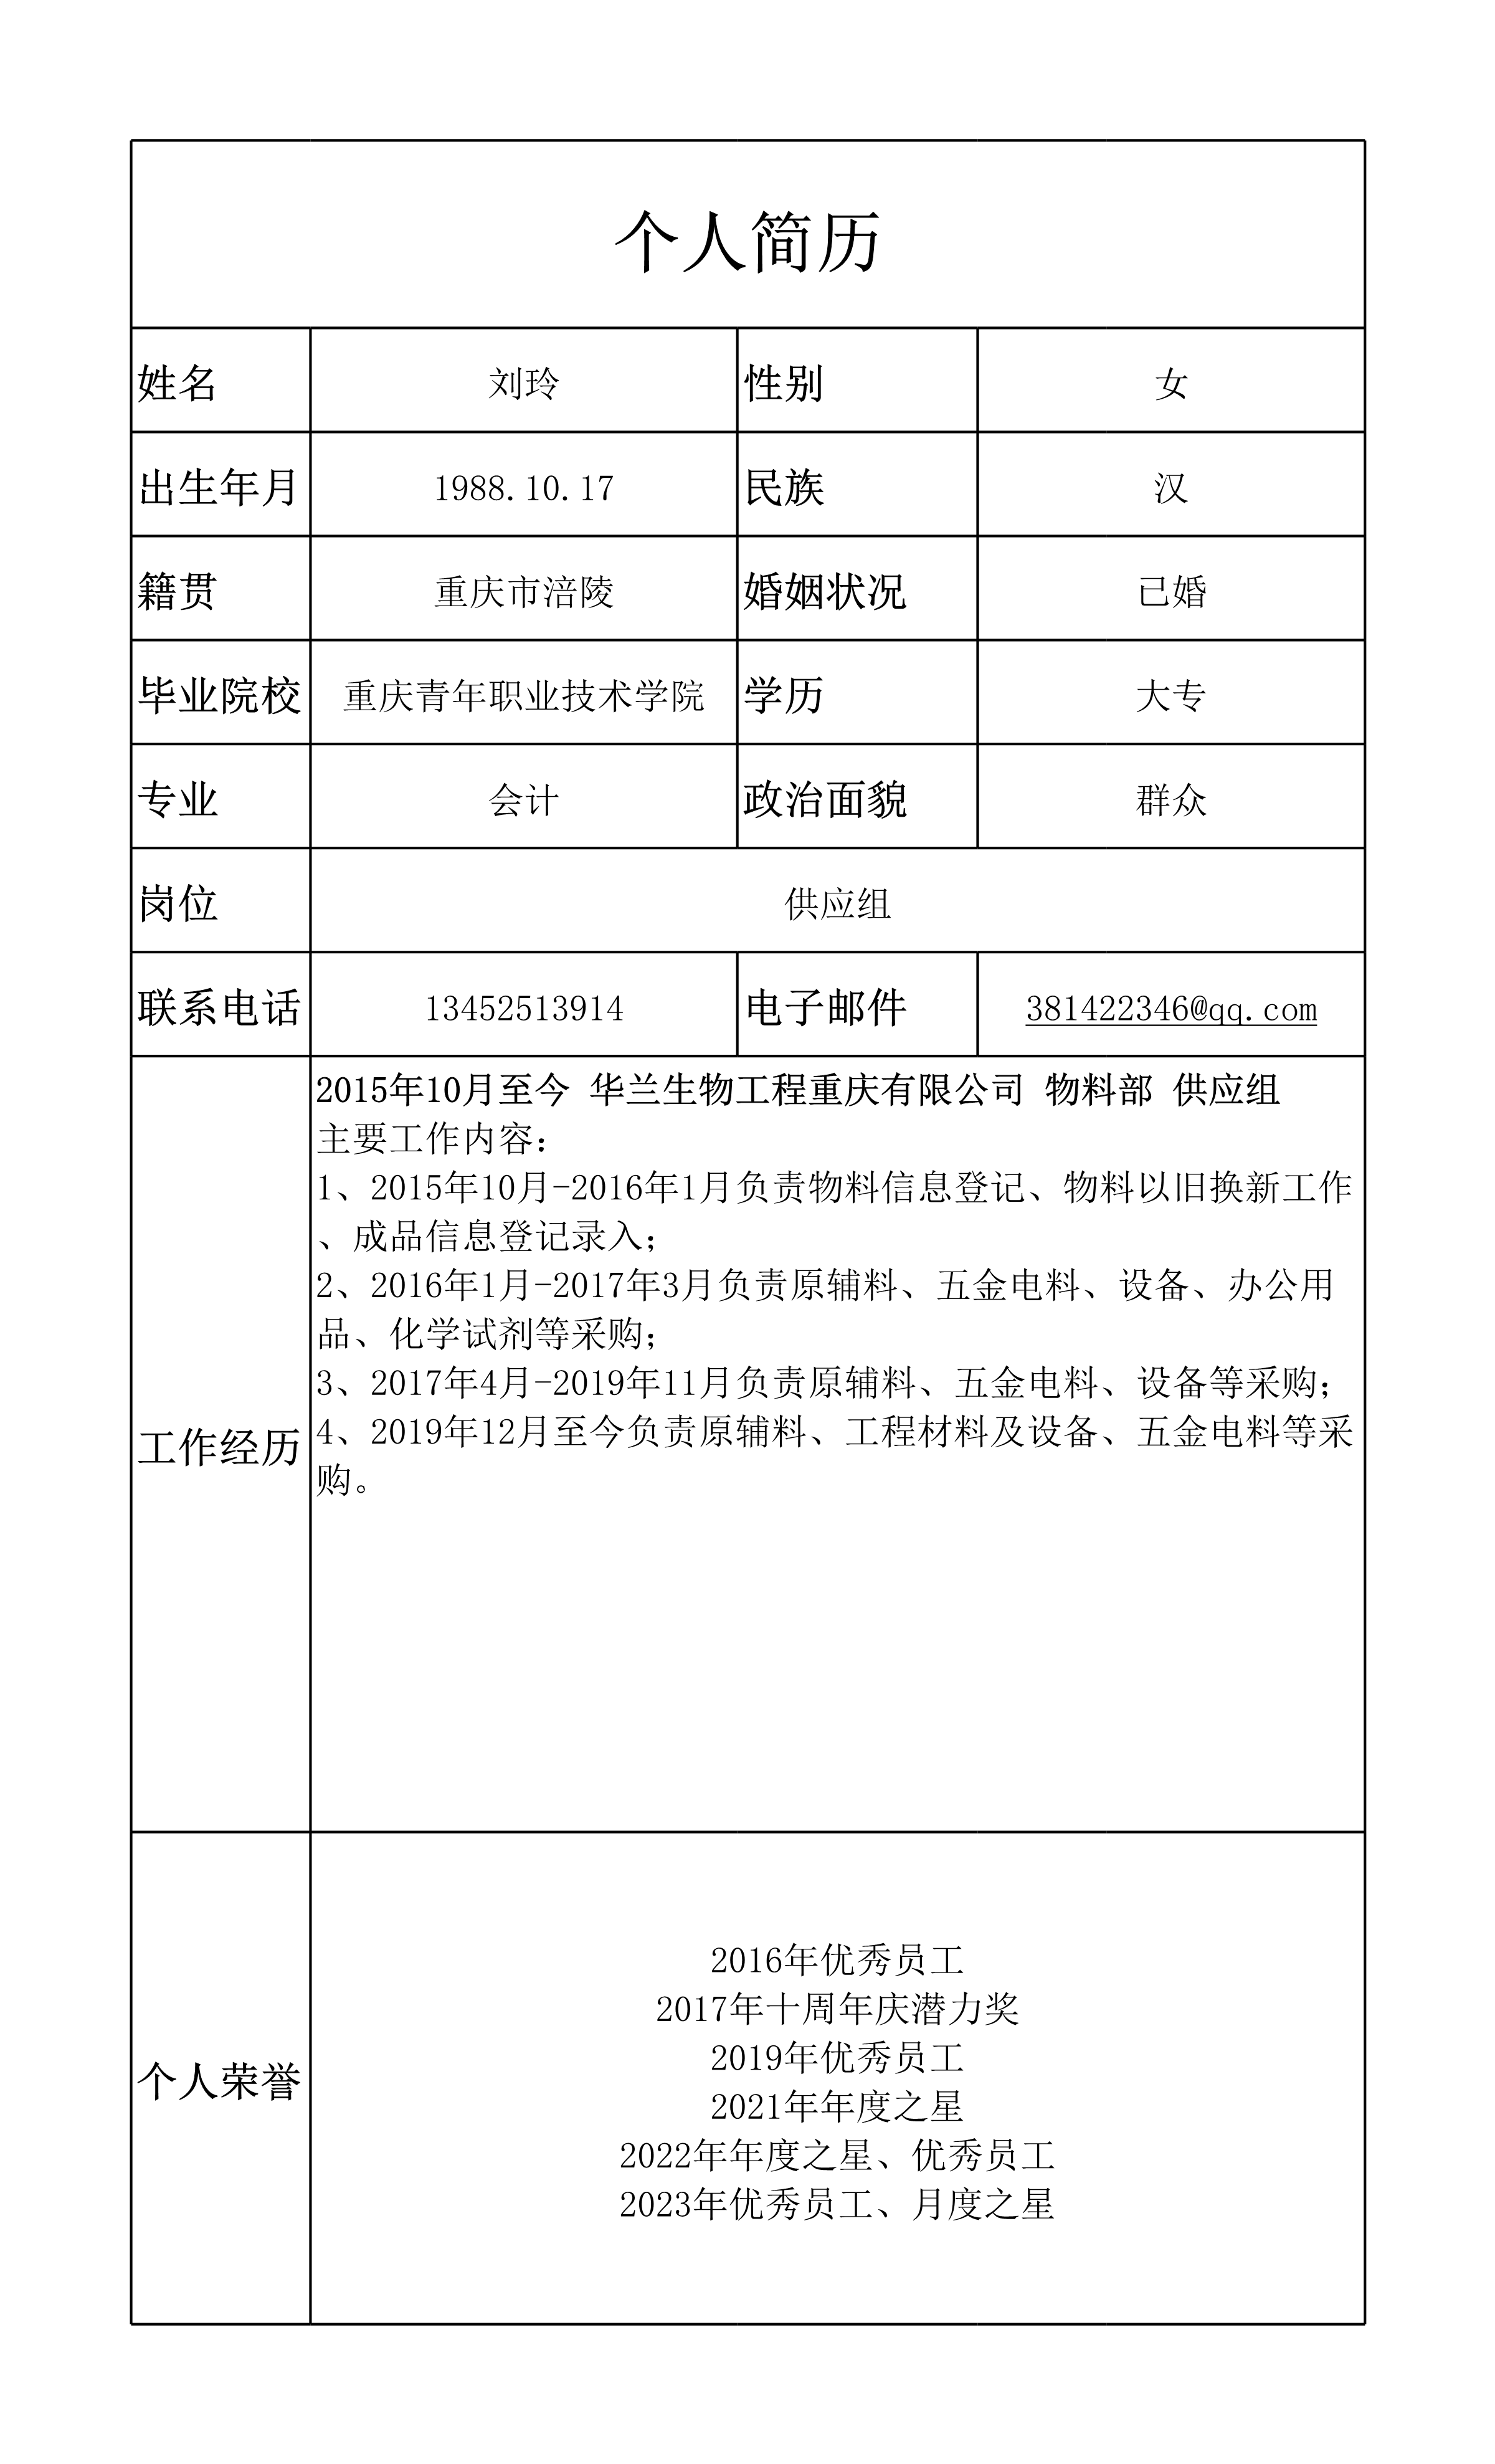 个人简历
姓名 刘玲 性别 女
出生年月 1988.10.17 民族 汉
籍贯 重庆市涪陵 婚姻状况 已婚
毕业院校 重庆青年职业技术学院 学历 大专
专业 会计 政治面貌 群众
岗位 供应组
联系电话 13452513914 电子邮件 381422346@qq.com
工作经历
2015年10月至今 华兰生物工程重庆有限公司 物料部 供应组
主要工作内容：
1、2015年10月-2016年1月负责物料信息登记、物料以旧换新工作
、成品信息登记录入；
2、2016年1月-2017年3月负责原辅料、五金电料、设备、办公用
品、化学试剂等采购；
3、2017年4月-2019年11月负责原辅料、五金电料、设备等采购；
4、2019年12月至今负责原辅料、工程材料及设备、五金电料等采
购。
个人荣誉
2016年优秀员工
2017年十周年庆潜力奖
2019年优秀员工
2021年年度之星
2022年年度之星、优秀员工
2023年优秀员工、月度之星